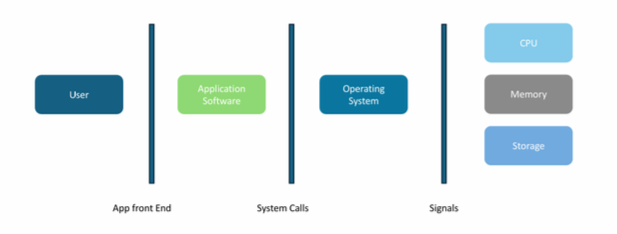 CPU
User
Application
Software
Operating
System
Memory
Storage
App front End
System Calls
Signals